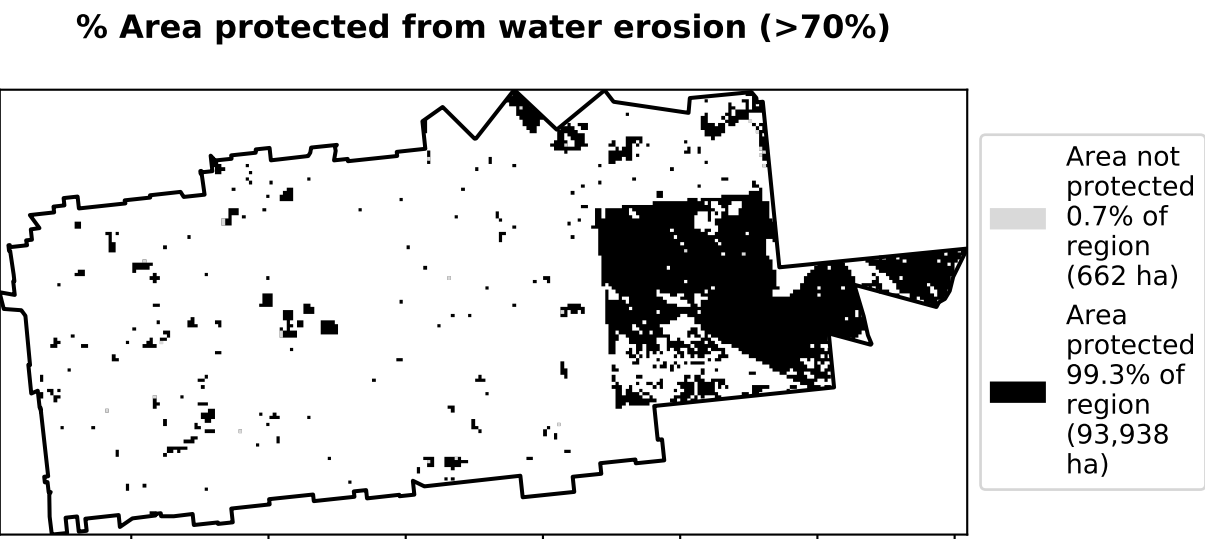 % Area protected from water erosion (>70%)
Area not
protected
0.7% of
region
(662 ha)
Area
protected
99.3% of
region
(93,938
ha)